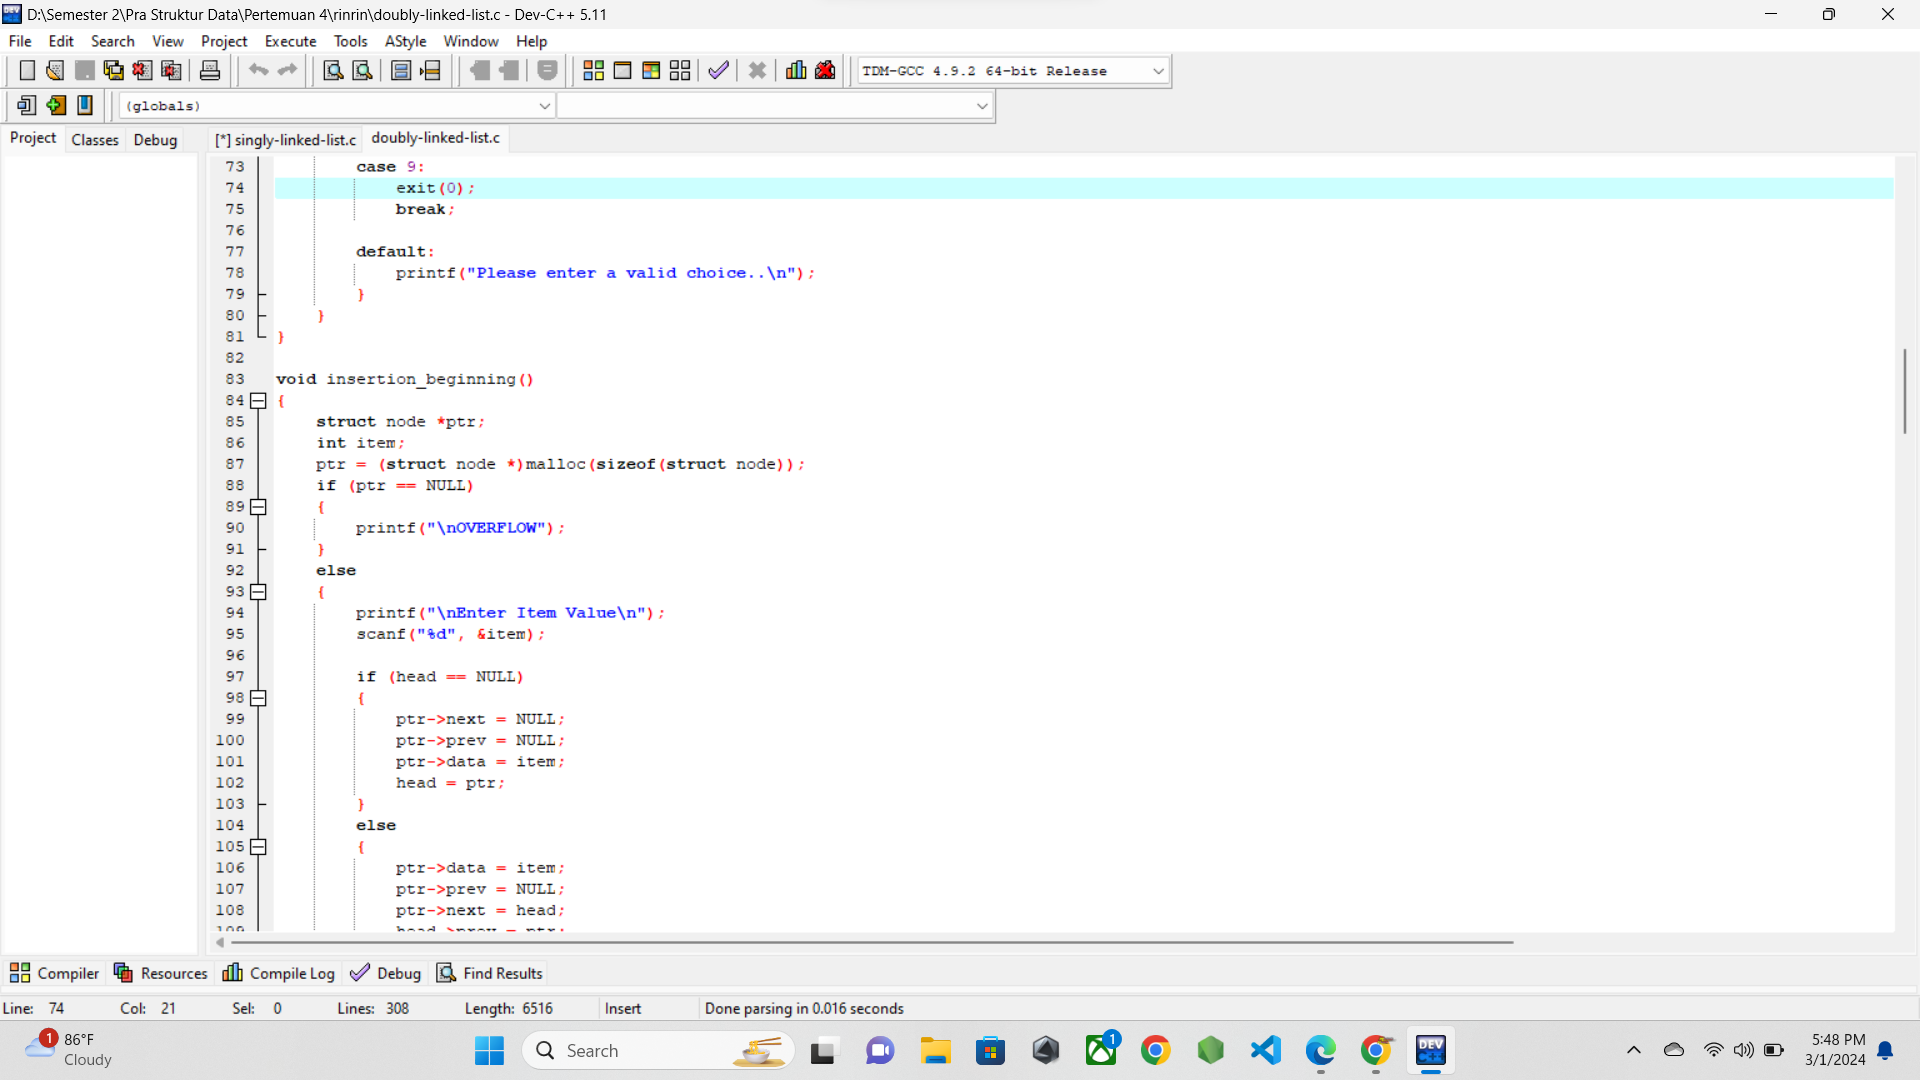 D:\Semester 2\Pra Struktur Data\Pertemuan 4\rinrin\doubly-linked-list.c - Dev-C++ 5.11
File Edit Search View Project Execute Tools AStyle Window Help
TDM-GCC 4.9.2 64-bit Release
(globals)
Project Classes Debug [*] singly-linked-list.c doubly-linked-list.c
73 case 9:
74 exit(0);
75 break;
76
77 default:
78 printf("Please enter a valid choice..\n");
79 }
80 }
81 }
82
83 void insertion_beginning()
84 {
85 struct node *ptr;
86 int item;
87 ptr = (struct node *)malloc(sizeof(struct node));
88 if (ptr == NULL)
89 {
90 printf("\nOVERFLOW");
91 }
92 else
93 {
94 printf("\nEnter Item Value\n");
95 scanf("%d", &item);
96
97 if (head == NULL)
98 {
99 ptr->next = NULL;
100 ptr->prev = NULL;
101 ptr->data = item;
102 head = ptr;
103 }
104 else
105 {
106 ptr->data = item;
107 ptr->prev = NULL;
108 ptr->next = head;
109 head->prev = ptr;
Compiler Resources Compile Log Debug Find Results
Line: 74 Col: 21 Sel: 0 Lines: 308 Length: 6516 Insert Done parsing in 0.016 seconds
1 86°F
Cloudy
Search
1
DEV C++
5:48 PM
3/1/2024